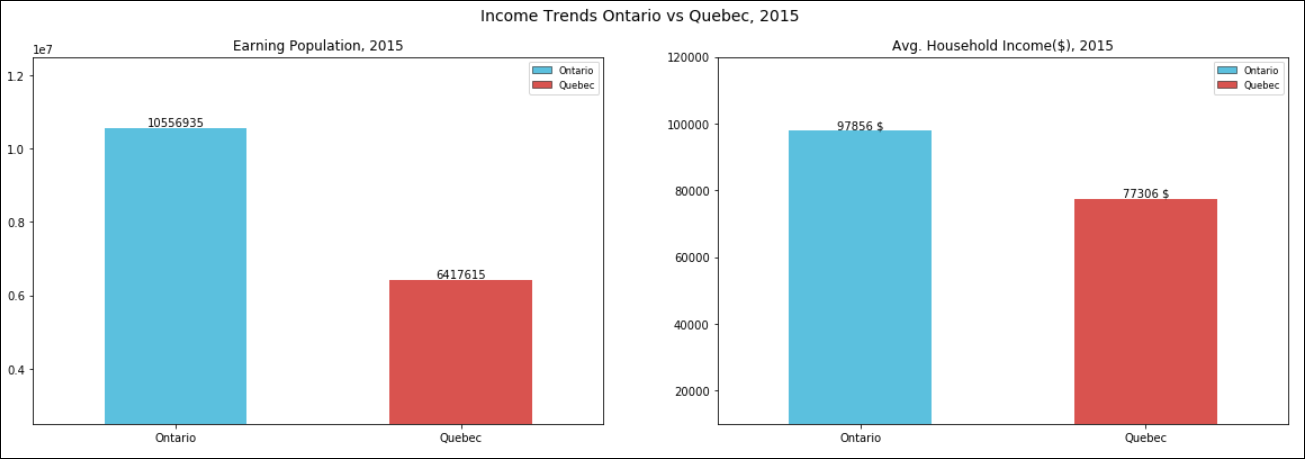 Income Trends Ontario vs Quebec, 2015
Earning Population, 2015
1e7
1.2
1.0
0.8
0.6
0.4
10556935
6417615
Ontario
Quebec
Ontario
Quebec
Avg. Household Income($), 2015
120000
100000
80000
60000
40000
20000
97856 $
77306 $
Ontario
Quebec
Ontario
Quebec